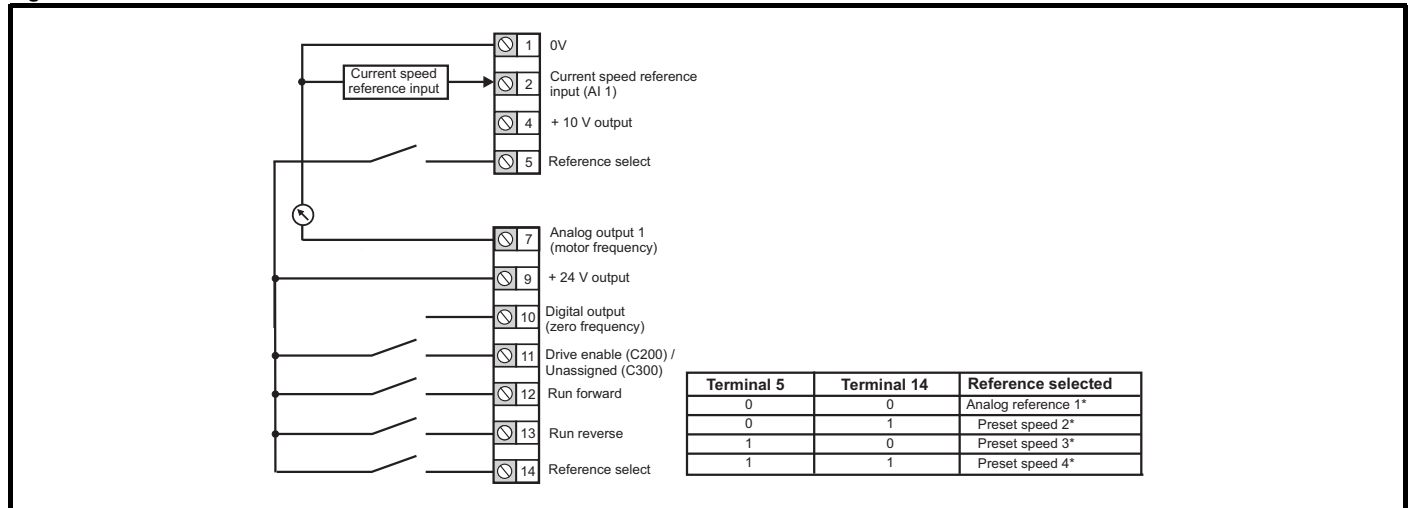 1 0V
Current speed
reference input
2 Current speed reference
input (AI 1)
4 + 10 V output
5 Reference select
7 Analog output 1
(motor frequency)
9 + 24 V output
10 Digital output
(zero frequency)
11 Drive enable (C200) /
Unassigned (C300)
12 Run forward
13 Run reverse
14 Reference select
Terminal 5 Terminal 14 Reference selected
0 0 Analog reference 1*
0 1 Preset speed 2*
1 0 Preset speed 3*
1 1 Preset speed 4*